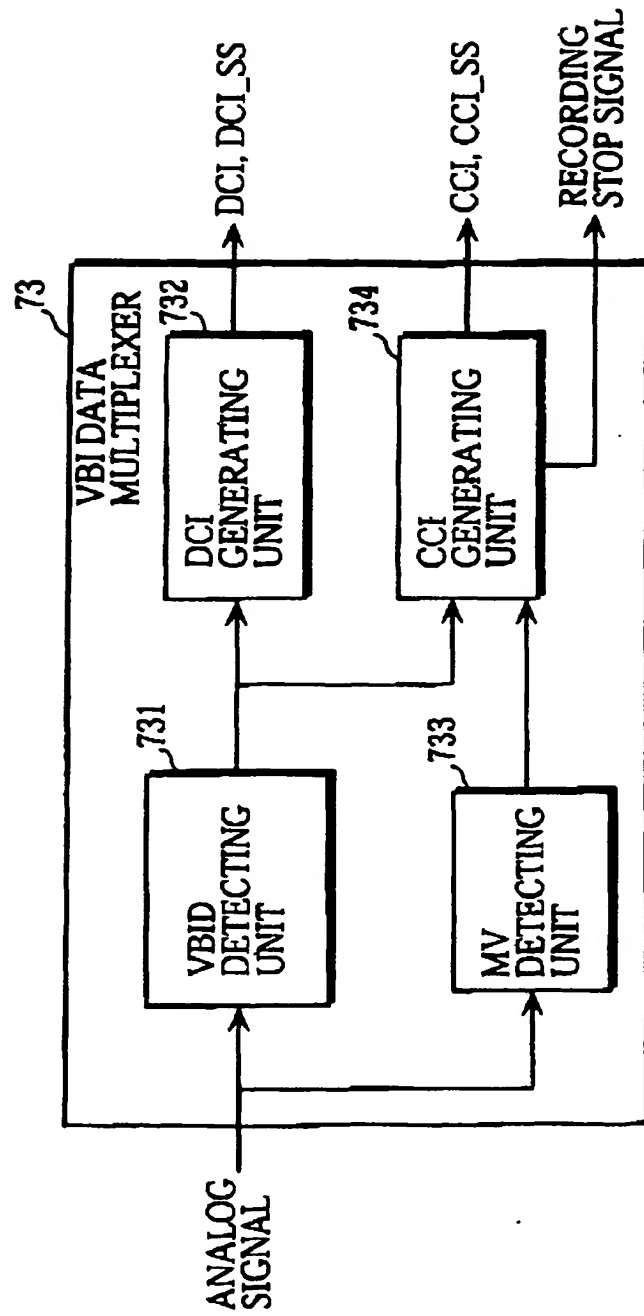 73
VBI DATA
MULTIPLEXER
ANALOG
SIGNAL
731
VBID
DETECTING
UNIT
732
DCI
GENERATING
UNIT
DCI, DCI_SS
733
MV
DETECTING
UNIT
734
CCI
GENERATING
UNIT
CCI, CCI_SS
RECORDING
STOP SIGNAL